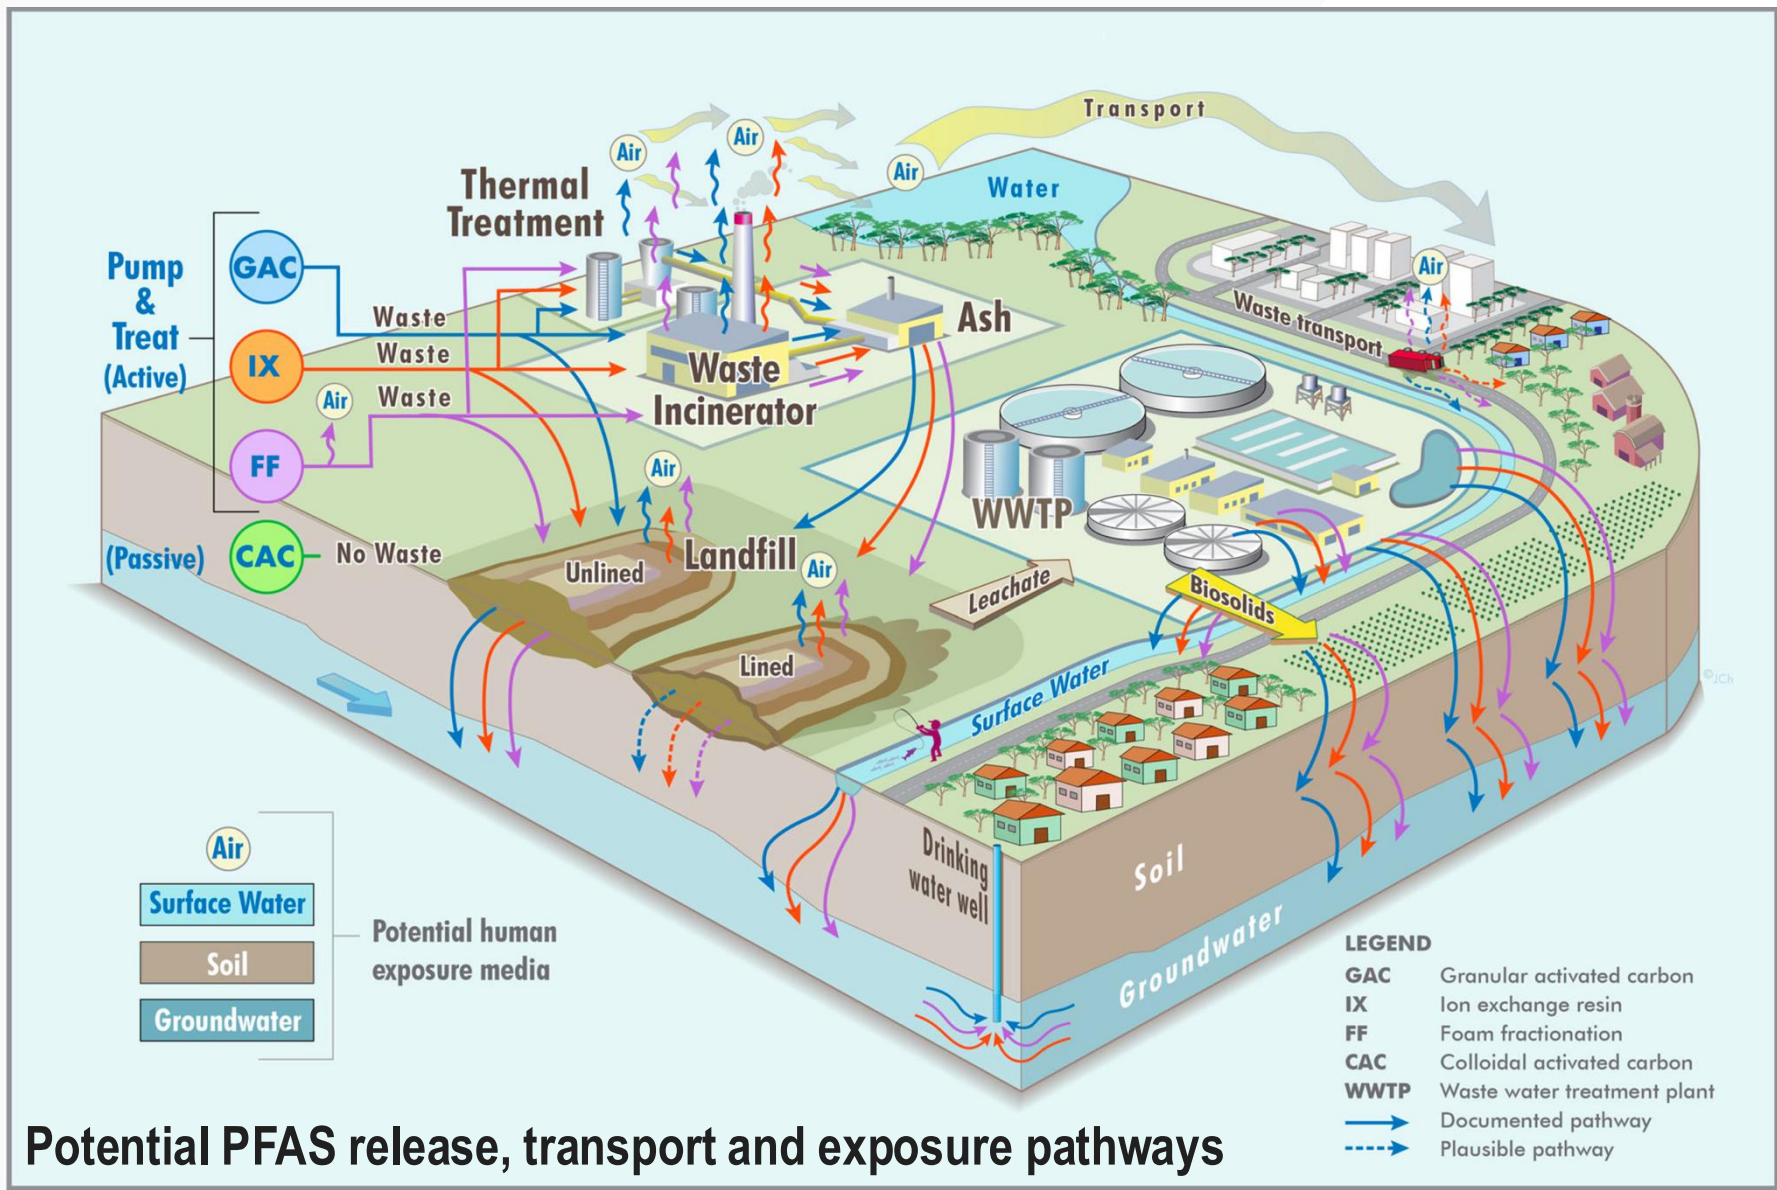 Transport
Air
Air
Air
Thermal
Treatment
Water
Pump
&
Treat
(Active)
GAC
IX
FF
Waste
Waste
Waste
Air
Ash
Waste
Incinerator
Waste transport
Air
WWTP
(Passive)
CAC
No Waste
Air
Unlined
Landfill
Air
Lined
Leachate
Biosolids
Surface Water
©JCh
Drinking
water well
Soil
Groundwater
Air
Surface Water
Soil
Groundwater
Potential human
exposure media
LEGEND
GAC Granular activated carbon
IX Ion exchange resin
FF Foam fractionation
CAC Colloidal activated carbon
WWTP Waste water treatment plant
Documented pathway
Plausible pathway
Potential PFAS release, transport and exposure pathways